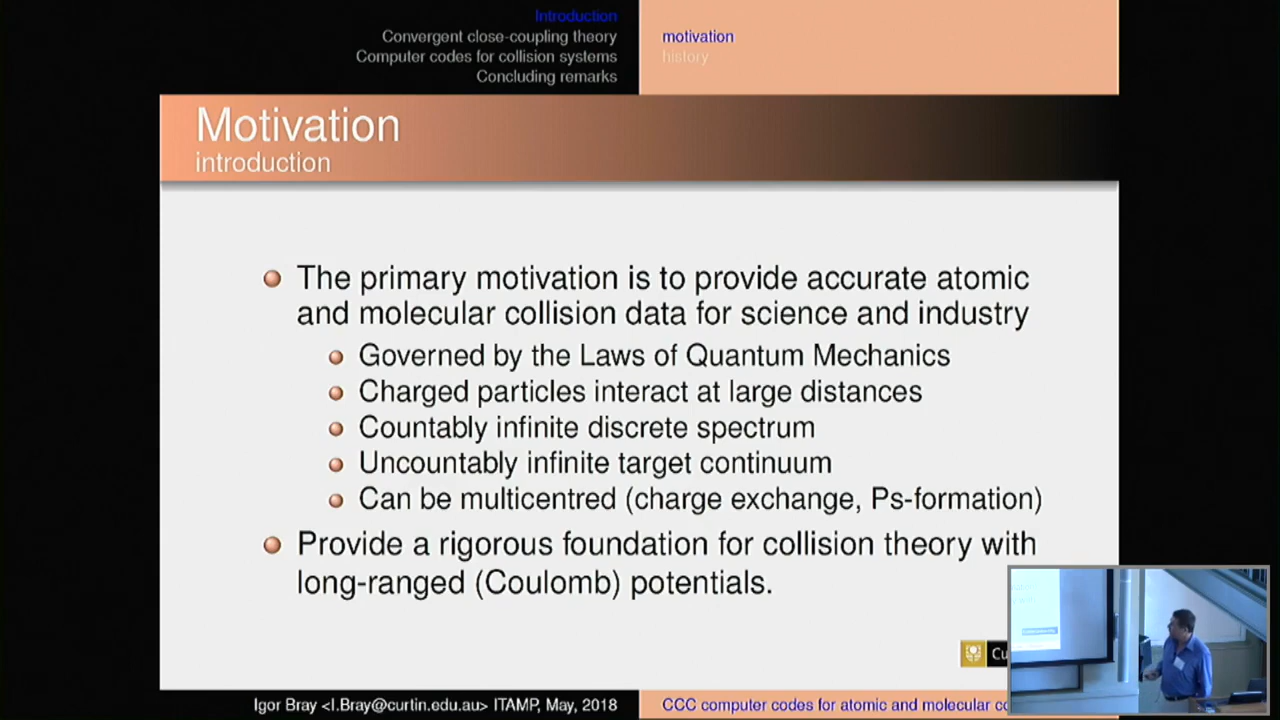 Introduction
Convergent close-coupling theory
Computer codes for collision systems
Concluding remarks
motivation
history
Motivation
introduction
The primary motivation is to provide accurate atomic
and molecular collision data for science and industry
Governed by the Laws of Quantum Mechanics
Charged particles interact at large distances
Countably infinite discrete spectrum
Uncountably infinite target continuum
Can be multicentred (charge exchange, Ps-formation)
Provide a rigorous foundation for collision theory with
long-ranged (Coulomb) potentials.
Cu
Igor Bray <I.Bray@curtin.edu.au> ITAMP, May, 2018
CCC computer codes for atomic and molecular co